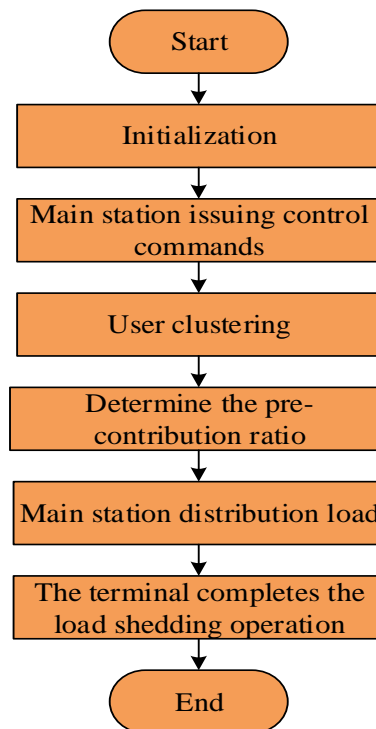 Start
Initialization
Main station issuing control
commands
User clustering
Determine the pre-
contribution ratio
Main station distribution load
The terminal completes the
load shedding operation
End